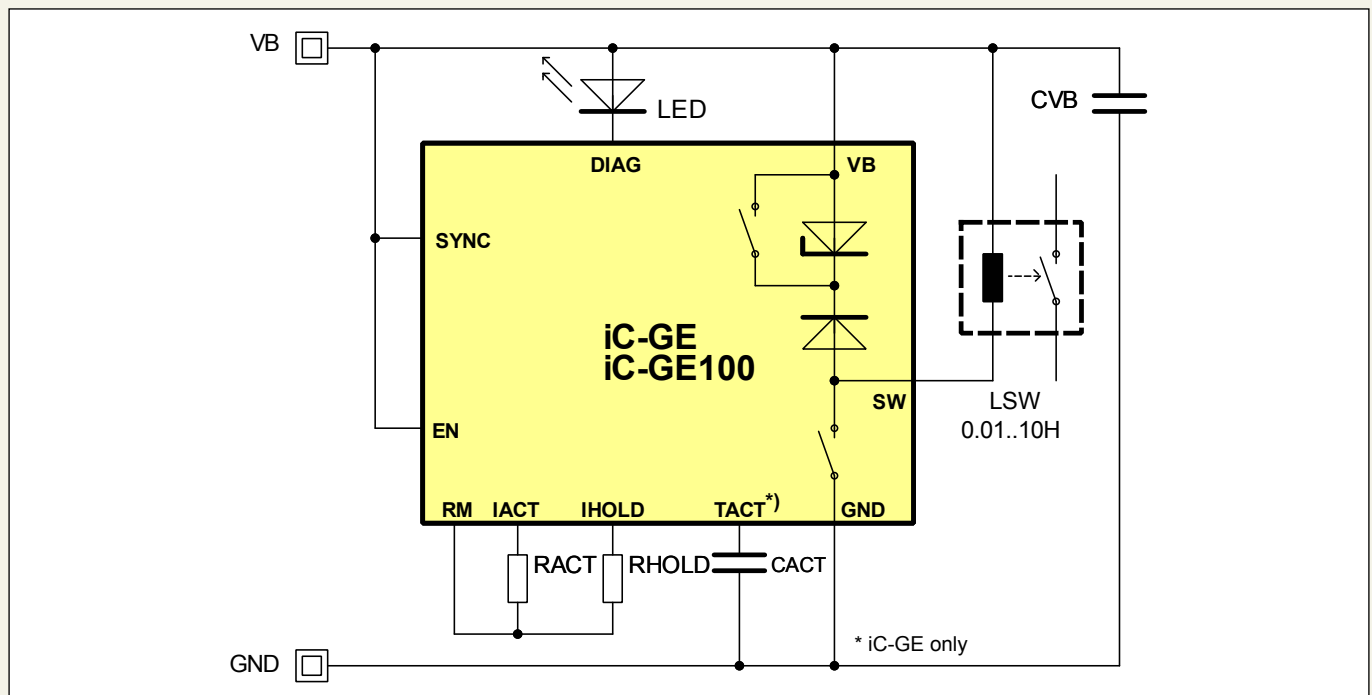 VB
LED
CVB
DIAG
VB
SYNC
iC-GE
iC-GE100
SW
LSW
0.01..10H
EN
RM
IACT
IHOLD
TACT*)
GND
RACT
RHOLD
CACT
* iC-GE only
GND